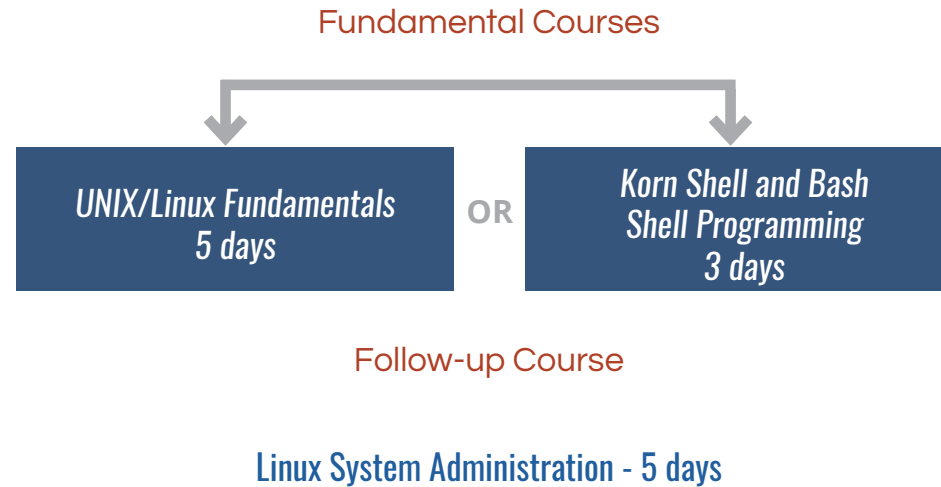 Fundamental Courses
UNIX/Linux Fundamentals
5 days
OR
Korn Shell and Bash
Shell Programming
3 days
Follow-up Course
Linux System Administration - 5 days